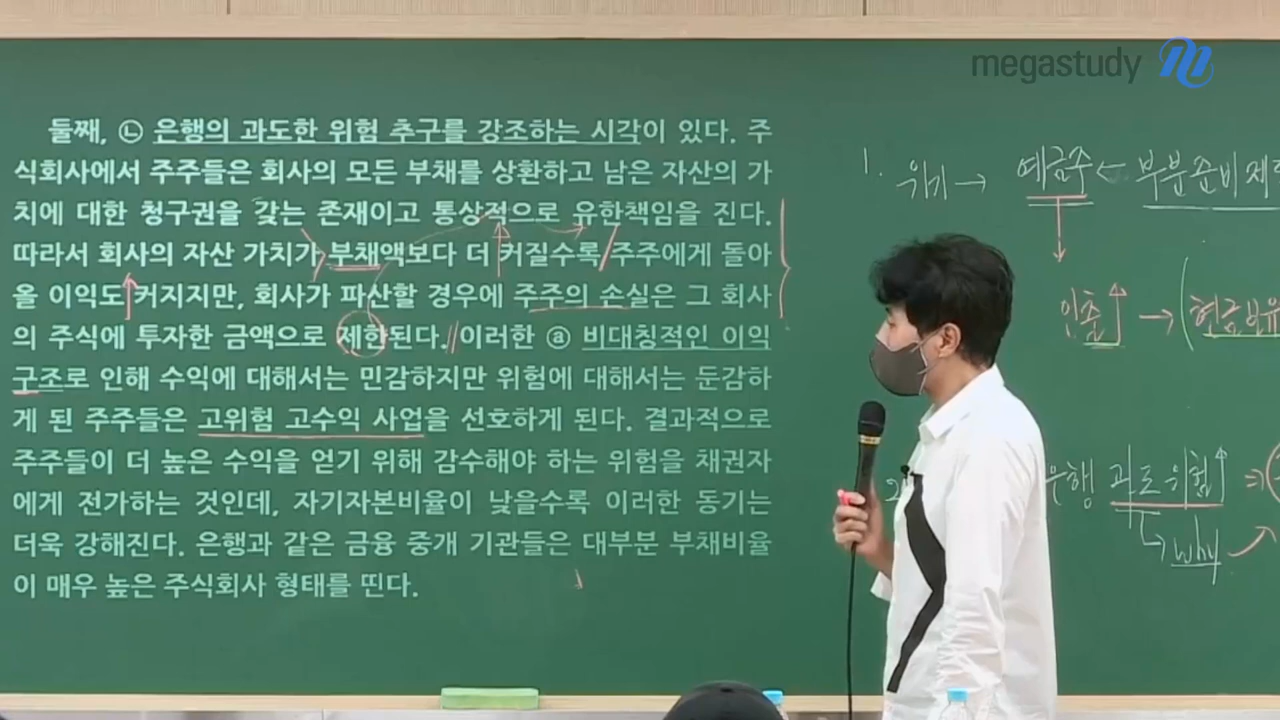 megastudy
둘째, ㉡ 은행의 과도한 위험 추구를 강조하는 시각이 있다. 주
식회사에서 주주들은 회사의 모든 부채를 상환하고 남은 자산의 가
치에 대한 청구권을 갖는 존재이고 통상적으로 유한책임을 진다.
따라서 회사의 자산 가치가 부채액보다 더 커질수록 주주에게 돌아
올 이익도 커지지만, 회사가 파산할 경우에 주주의 손실은 그 회사
의 주식에 투자한 금액으로 제한된다. 이러한 ⓐ 비대칭적인 이익
구조로 인해 수익에 대해서는 민감하지만 위험에 대해서는 둔감하
게 된 주주들은 고위험 고수익 사업을 선호하게 된다. 결과적으로
주주들이 더 높은 수익을 얻기 위해 감수해야 하는 위험을 채권자
에게 전가하는 것인데, 자기자본비율이 낮을수록 이러한 동기는
더욱 강해진다. 은행과 같은 금융 중개 기관들은 대부분 부채비율
이 매우 높은 주식회사 형태를 띤다.
1. 위기 → 예금주 ← 부분준비제
인출↑ → (현금보유
2 은행 과도위험↑ ⇒
↳ why